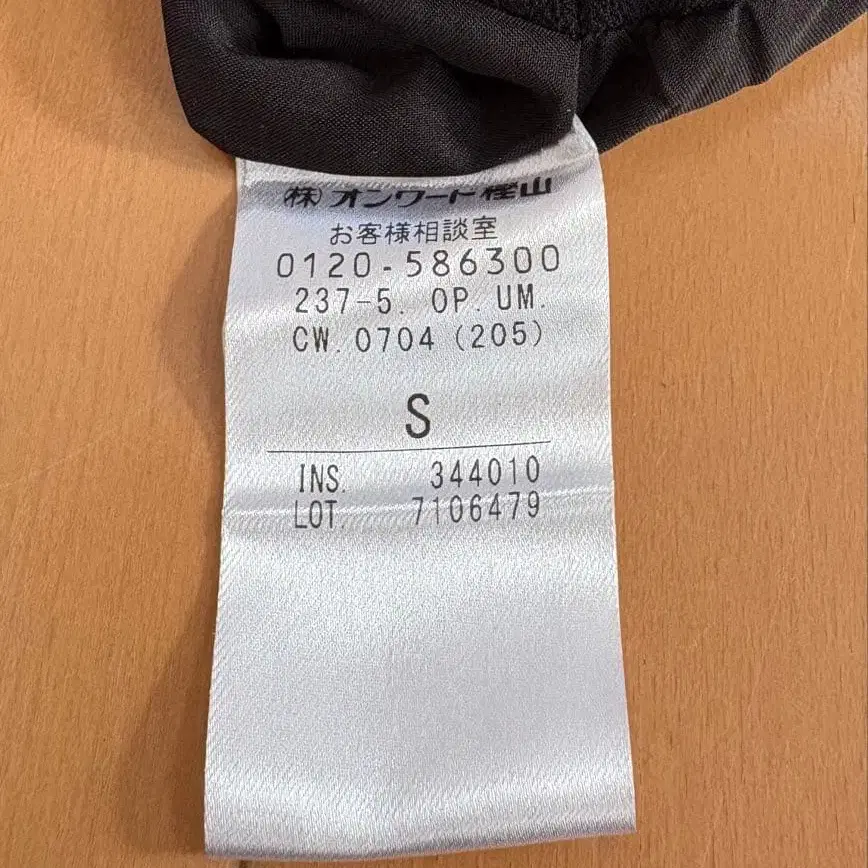 (株)オンワード樫山
お客様相談室
0120-586300
237-5. OP. UM.
CW. 0704 (205)
S
INS. 344010
LOT. 7106479